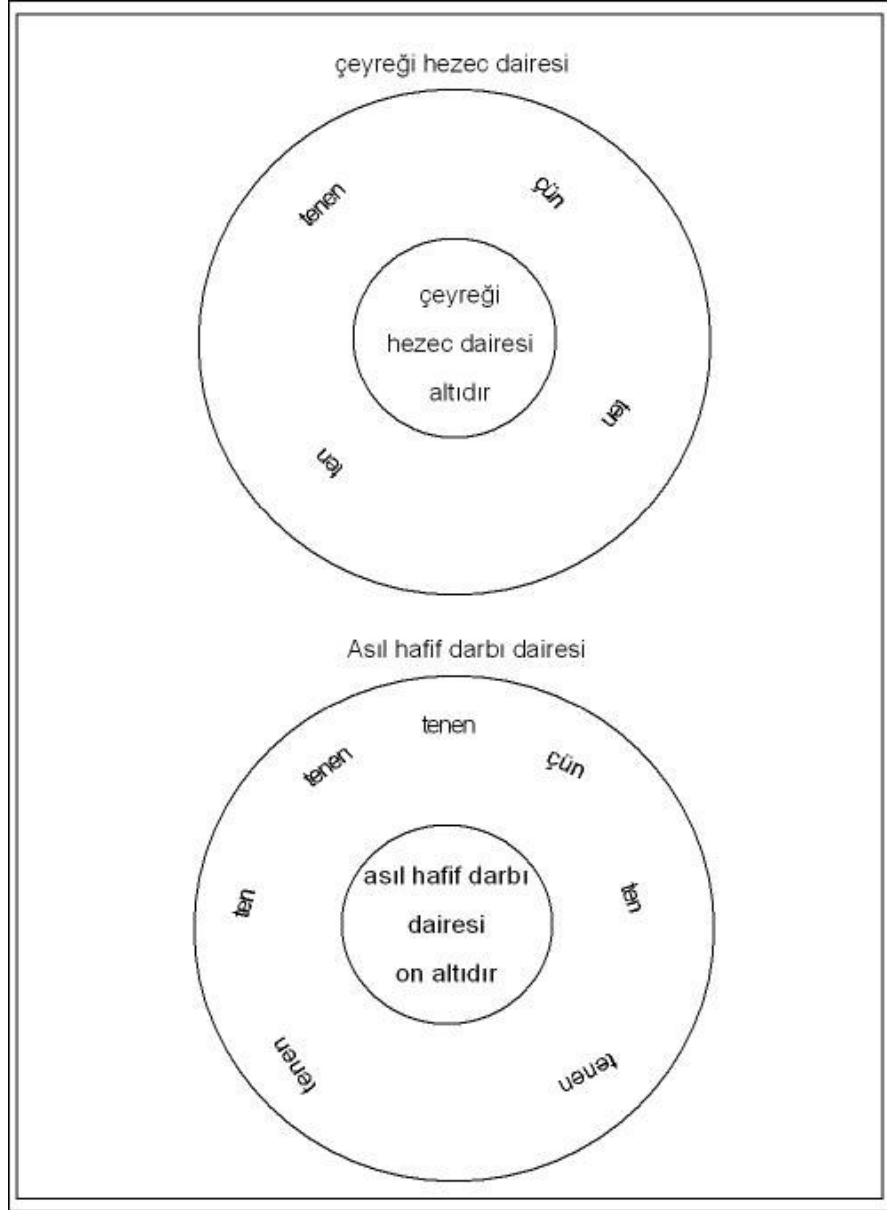 çeyreği hezec dairesi
tenen
çün
çeyreği
hezec dairesi
altıdır
ten
ten
Asıl hafif darbı dairesi
tenen
tenen
çün
asıl hafif darbı
dairesi
on altıdır
ten
ten
tenen
tenen